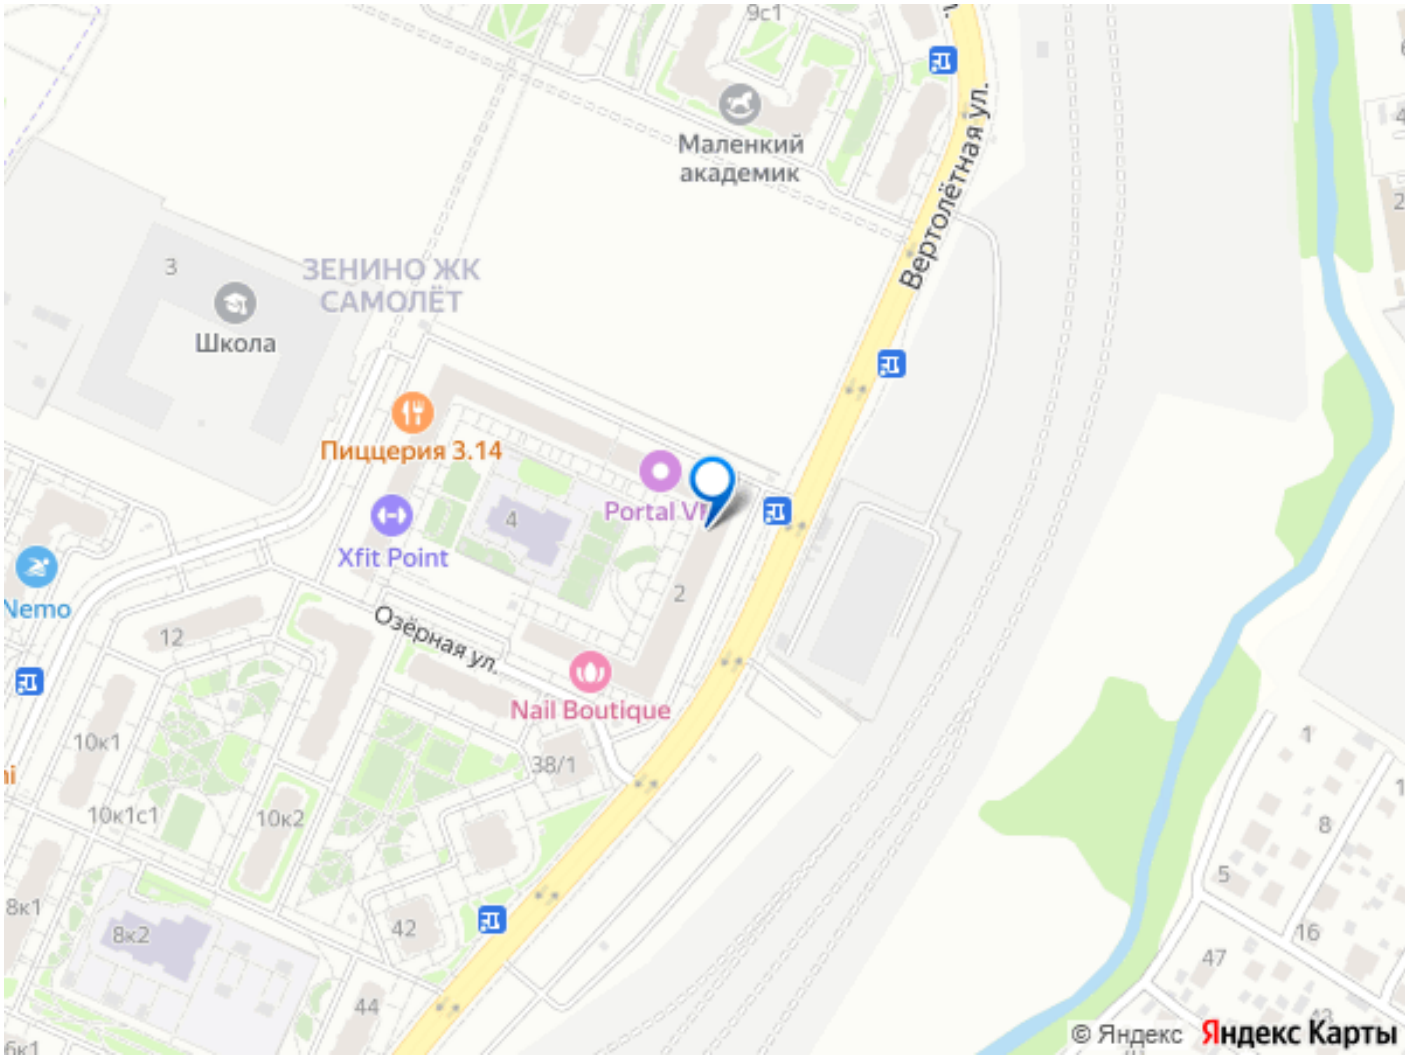 9с1
Маленкий
академик
Вертолётная ул.
3
ЗЕНИНО ЖК
САМОЛЁТ
Школа
Пиццерия 3.14
Portal V
4
Xfit Point
2
Nemo
Озёрная ул.
12
Nail Boutique
10к1
38/1
10к1с1
10к2
1
8
5
8к1
8к2
42
16
47
44
6к1
© Яндекс Яндекс Карты